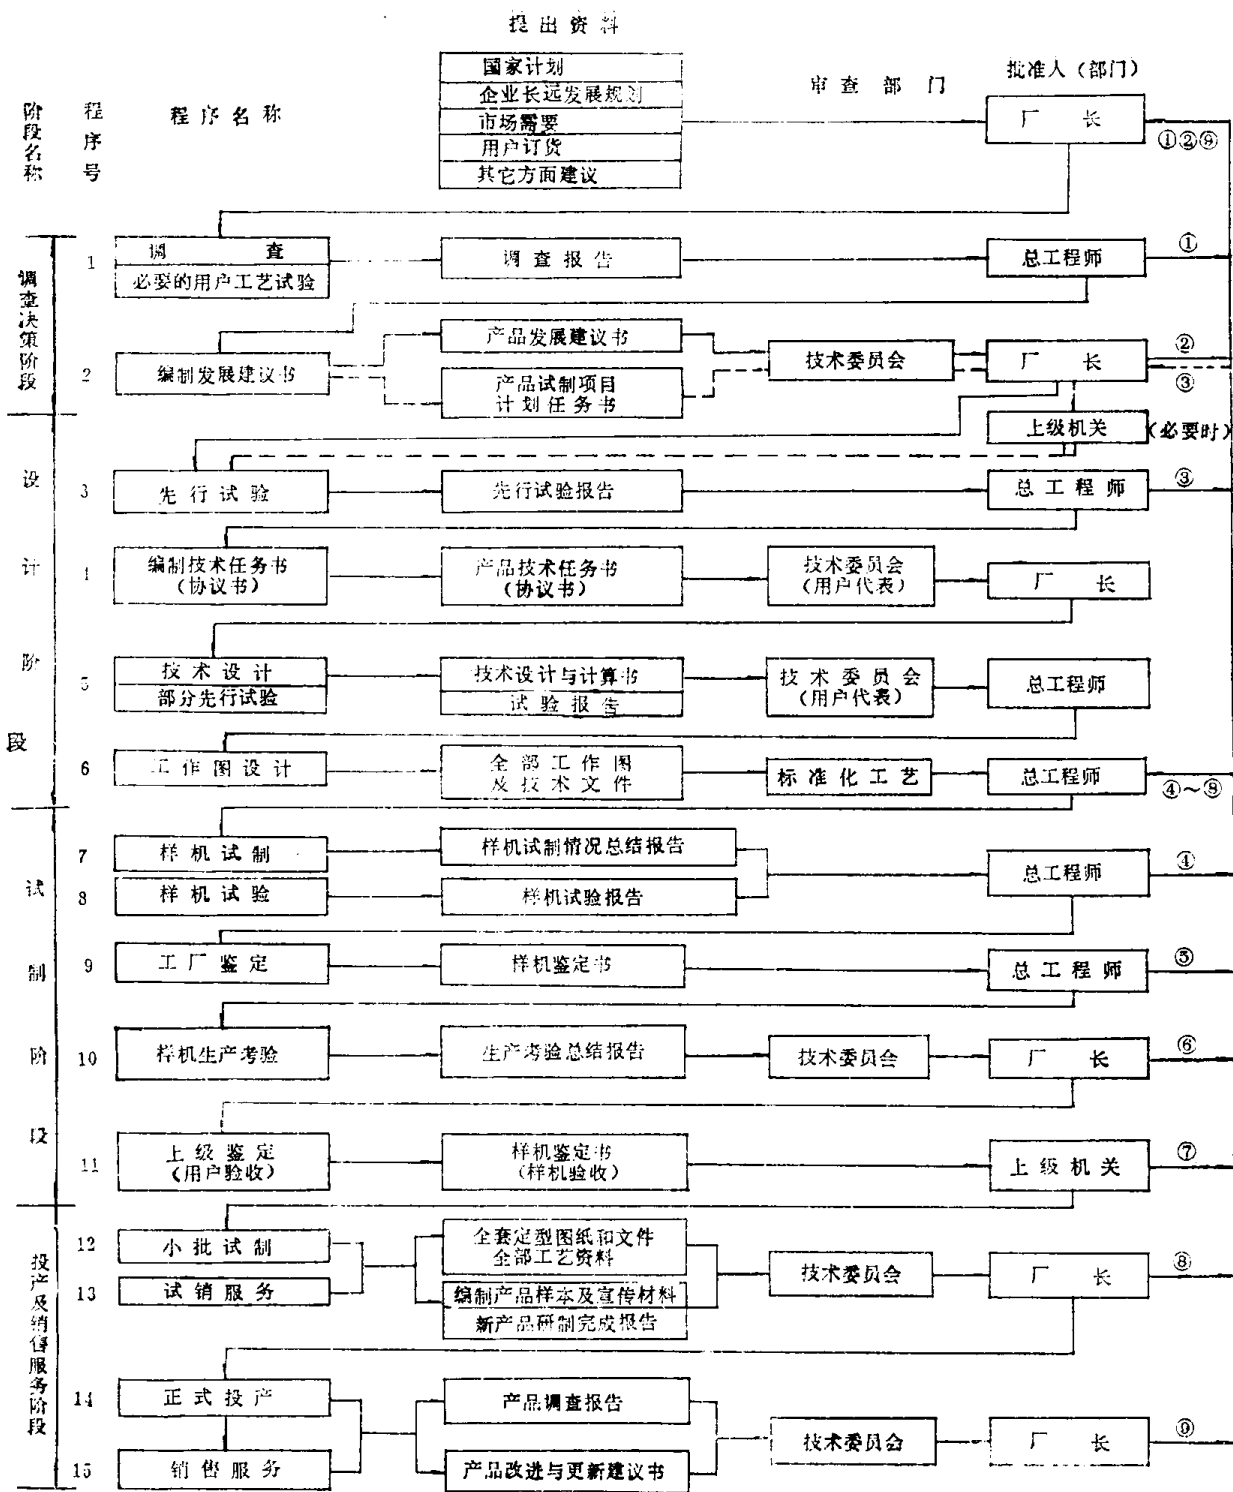 提出资料
阶段名称
程序号
程序名称
审查部门
批准人（部门）
国家计划
企业长远发展规划
市场需要
用户订货
其它方面建议
厂长
①②⑨
调查决策阶段
1
调查
必要的用户工艺试验
调查报告
总工程师
①
2
编制发展建议书
产品发展建议书
产品试制项目
计划任务书
技术委员会
厂长
②
③
上级机关
（必要时）
设计阶段
3
先行试验
先行试验报告
总工程师
③
编制技术任务书
（协议书）
产品技术任务书
（协议书）
技术委员会
（用户代表）
厂长
5
技术设计
部分先行试验
技术设计与计算书
试验报告
技术委员会
（用户代表）
总工程师
6
工作图设计
全部工作图
及技术文件
标准化工艺
总工程师
④～⑧
试制阶段
7
样机试制
样机试制情况总结报告
8
样机试验
样机试验报告
总工程师
④
9
工厂鉴定
样机鉴定书
总工程师
⑤
10
样机生产考验
生产考验总结报告
技术委员会
厂长
⑥
11
上级鉴定
（用户验收）
样机鉴定书
（样机验收）
上级机关
⑦
投产及销售服务阶段
12
小批试制
全套定型图纸和文件
全部工艺资料
13
试销服务
编制产品样本及宣传材料
新产品研制完成报告
技术委员会
厂长
⑧
14
正式投产
产品调查报告
15
销售服务
产品改进与更新建议书
技术委员会
厂长
⑨